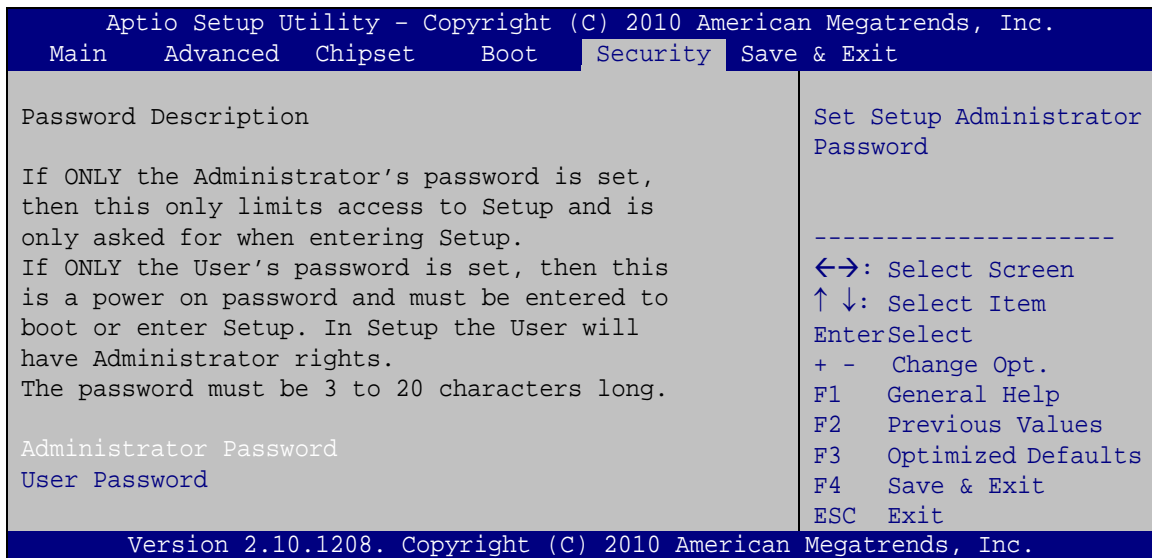 Aptio Setup Utility – Copyright (C) 2010 American Megatrends, Inc.
Main Advanced Chipset Boot Security Save & Exit
Password Description
If ONLY the Administrator’s password is set,
then this only limits access to Setup and is
only asked for when entering Setup.
If ONLY the User’s password is set, then this
is a power on password and must be entered to
boot or enter Setup. In Setup the User will
have Administrator rights.
The password must be 3 to 20 characters long.
Administrator Password
User Password
Set Setup Administrator
Password
---------------------
←→: Select Screen
↑ ↓: Select Item
EnterSelect
+ - Change Opt.
F1 General Help
F2 Previous Values
F3 Optimized Defaults
F4 Save & Exit
ESC Exit
Version 2.10.1208. Copyright (C) 2010 American Megatrends, Inc.